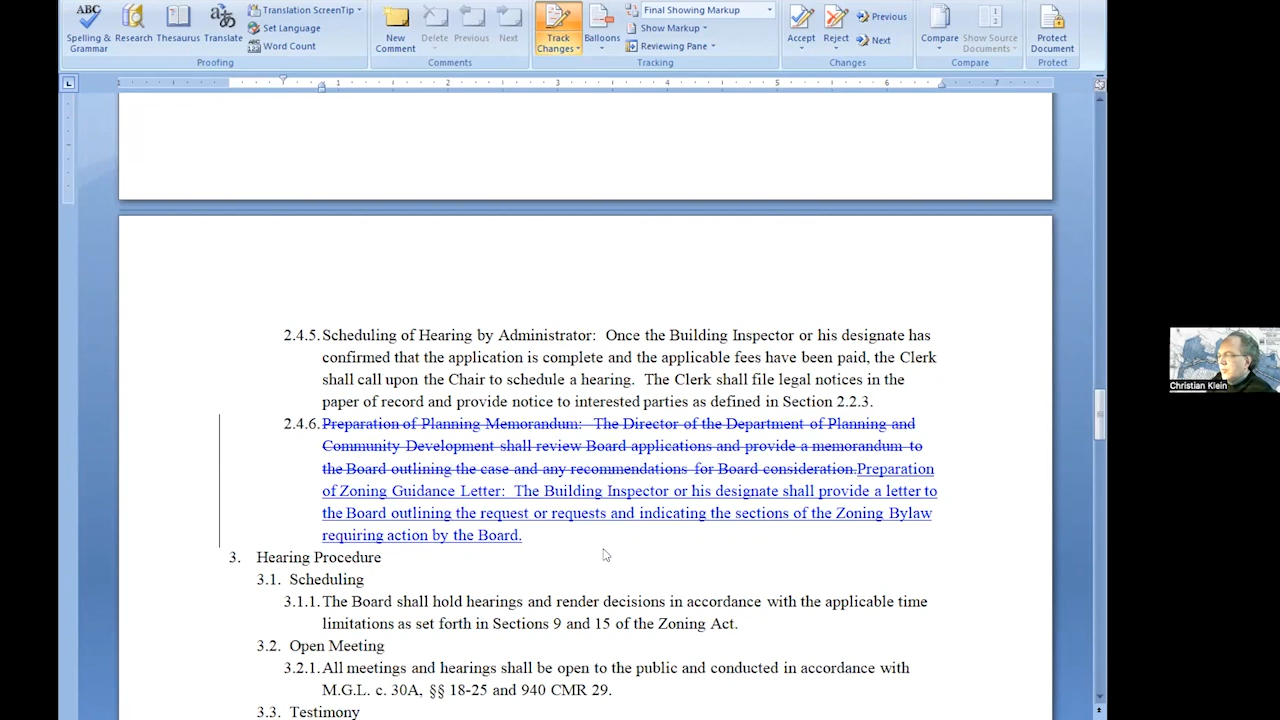 ABC
Spelling & Grammar
Research
Thesaurus
Translate
Translation ScreenTip
Set Language
Word Count
Proofing
New Comment
Delete
Previous
Next
Comments
Track Changes
Balloons
Final Showing Markup
Show Markup
Reviewing Pane
Tracking
Accept
Reject
Previous
Next
Changes
Compare
Show Source Documents
Compare
Protect Document
Protect
1 1 2 3 4 5 6 7
2.4.5. Scheduling of Hearing by Administrator: Once the Building Inspector or his designate has
confirmed that the application is complete and the applicable fees have been paid, the Clerk
shall call upon the Chair to schedule a hearing. The Clerk shall file legal notices in the
paper of record and provide notice to interested parties as defined in Section 2.2.3.
2.4.6. Preparation of Planning Memorandum: The Director of the Department of Planning and
Community Development shall review Board applications and provide a memorandum to
the Board outlining the case and any recommendations for Board consideration.Preparation
of Zoning Guidance Letter: The Building Inspector or his designate shall provide a letter to
the Board outlining the request or requests and indicating the sections of the Zoning Bylaw
requiring action by the Board.
3. Hearing Procedure
3.1. Scheduling
3.1.1. The Board shall hold hearings and render decisions in accordance with the applicable time
limitations as set forth in Sections 9 and 15 of the Zoning Act.
3.2. Open Meeting
3.2.1. All meetings and hearings shall be open to the public and conducted in accordance with
M.G.L. c. 30A, §§ 18-25 and 940 CMR 29.
3.3. Testimony
Christian Klein